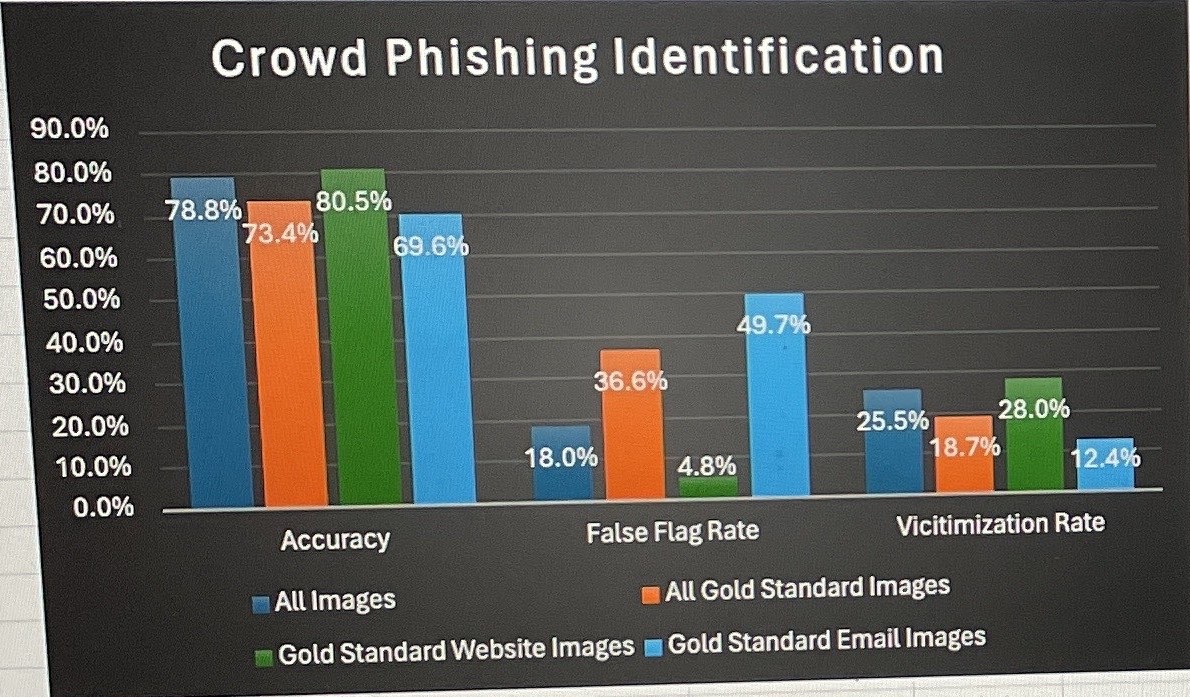 Crowd Phishing Identification
90.0%
80.0%
70.0%
60.0%
50.0%
40.0%
30.0%
20.0%
10.0%
0.0%
78.8%
73.4%
80.5%
69.6%
18.0%
36.6%
4.8%
49.7%
25.5%
18.7%
28.0%
12.4%
Accuracy
False Flag Rate
Vicitimization Rate
All Images
All Gold Standard Images
Gold Standard Website Images
Gold Standard Email Images